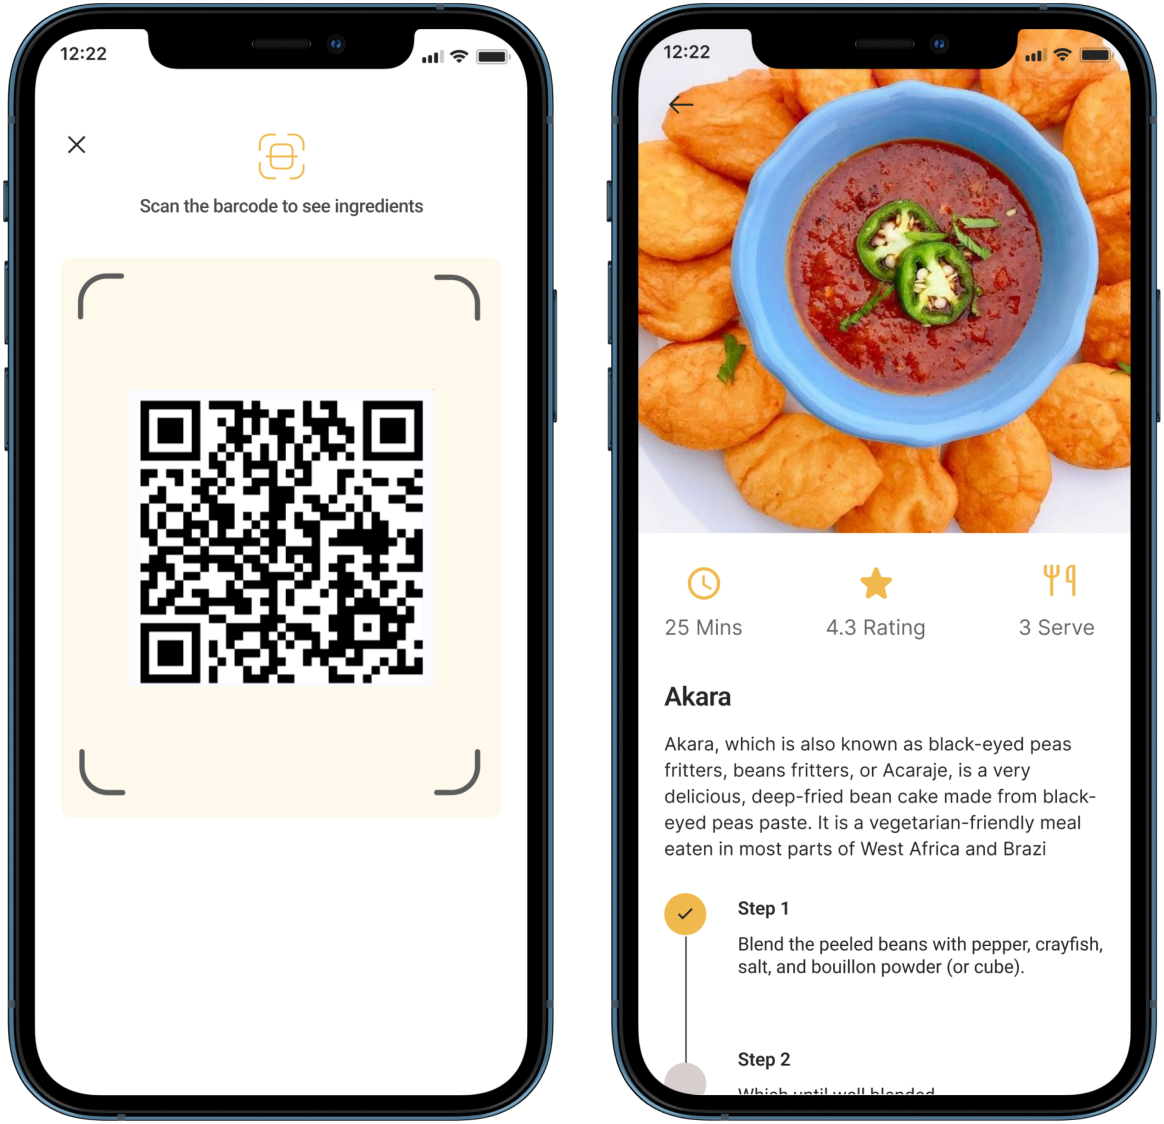 12:22
Scan the barcode to see ingredients
12:22
25 Mins
4.3 Rating
3 Serve
Akara
Akara, which is also known as black-eyed peas
fritters, beans fritters, or Acaraje, is a very
delicious, deep-fried bean cake made from black-
eyed peas paste. It is a vegetarian-friendly meal
eaten in most parts of West Africa and Brazi
Step 1
Blend the peeled beans with pepper, crayfish,
salt, and bouillon powder (or cube).
Step 2
Which until well blended